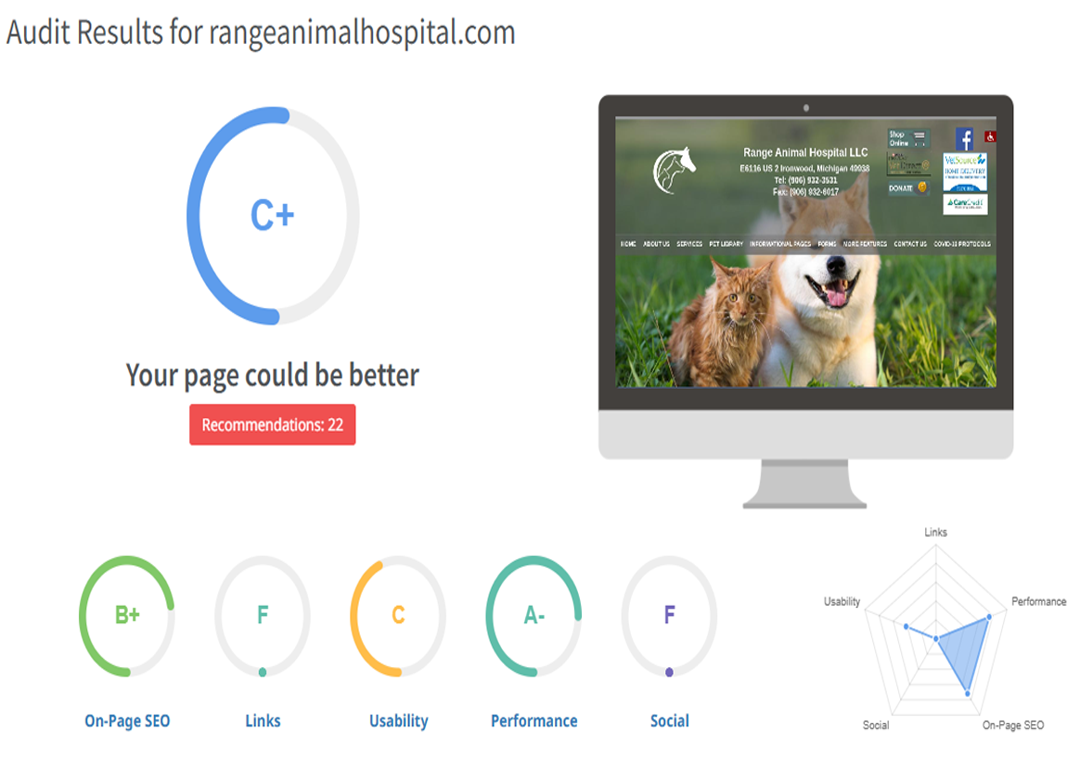 Audit Results for rangeanimalhospital.com
C+
Your page could be better
Recommendations: 22
Range Animal Hospital LLC
E6116 US 2 Ironwood, Michigan 49938
Tel: (906) 932-3531
Fax: (906) 932-6017
Shop
Online
DONATE
f
VetSource
HOME DELIVERY
CareCredit
HOME ABOUT US SERVICES PET LIBRARY INFORMATIONAL PAGES FORMS MORE FEATURES CONTACT US COVID-19 PROTOCOLS
B+
F
C
A-
F
On-Page SEO
Links
Usability
Performance
Social
Links
Usability
Performance
Social
On-Page SEO